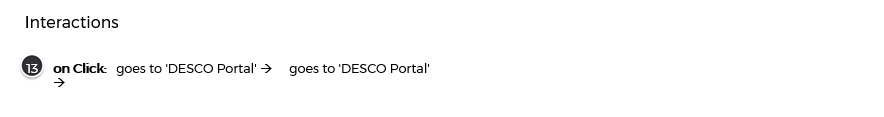 Interactions
13 on Click: goes to 'DESCO Portal' → goes to 'DESCO Portal'
→